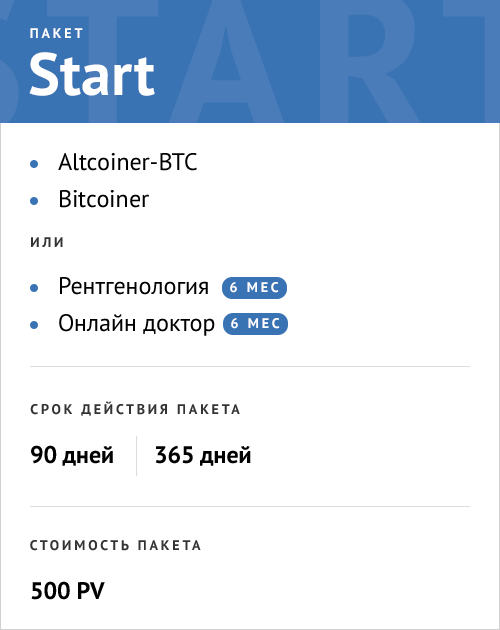 ПАКЕТ
Start
START
Altcoiner-BTC
Bitcoiner
ИЛИ
Рентгенология 6 МЕС
Онлайн доктор 6 МЕС
СРОК ДЕЙСТВИЯ ПАКЕТА
90 дней 365 дней
СТОИМОСТЬ ПАКЕТА
500 PV